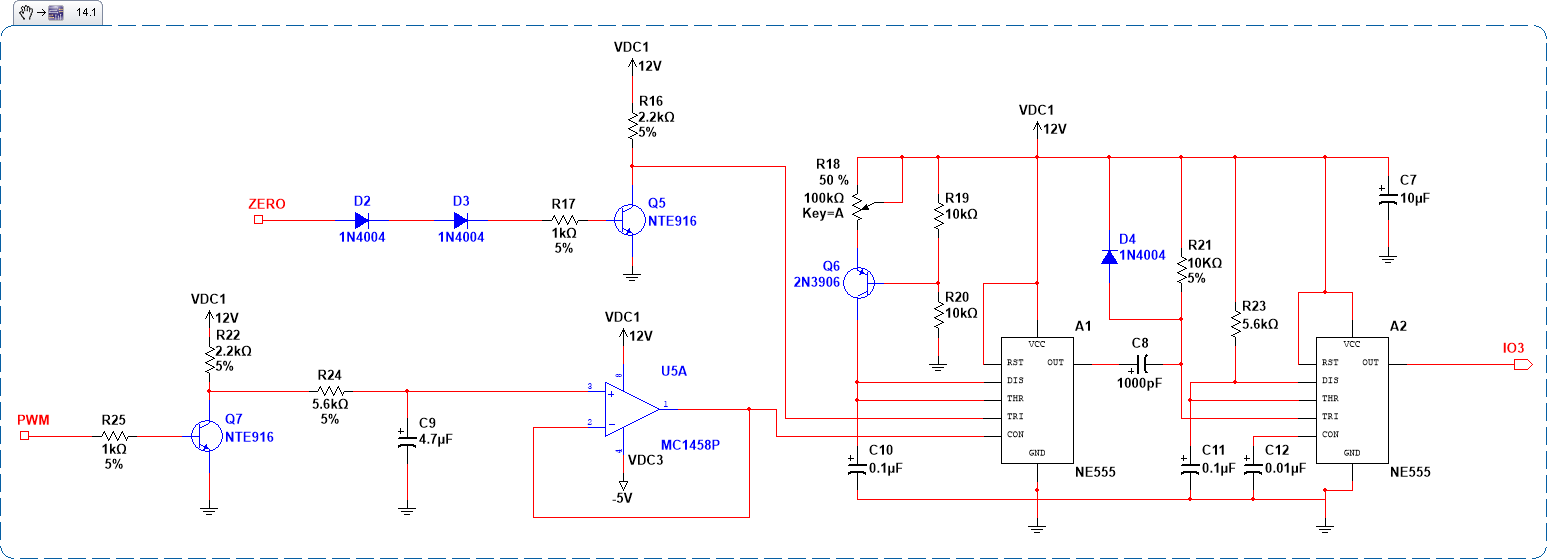 14.1
VDC1
12V
R16
2.2kΩ
5%
ZERO
D2
1N4004
D3
1N4004
R17
1kΩ
5%
Q5
NTE916
VDC1
12V
R18
50 %
100kΩ
Key=A
R19
10kΩ
C7
10µF
Q6
2N3906
R20
10kΩ
D4
1N4004
R21
10KΩ
5%
R23
5.6kΩ
VDC1
12V
R22
2.2kΩ
5%
R24
5.6kΩ
5%
PWM
R25
1kΩ
5%
Q7
NTE916
C9
4.7µF
VDC1
12V
U5A
8
3
2
1
4
MC1458P
VDC3
-5V
A1
VCC
RST
OUT
DIS
THR
TRI
CON
GND
NE555
C10
0.1µF
C8
1000pF
C11
0.1µF
C12
0.01µF
A2
VCC
RST
OUT
DIS
THR
TRI
CON
GND
NE555
IO3